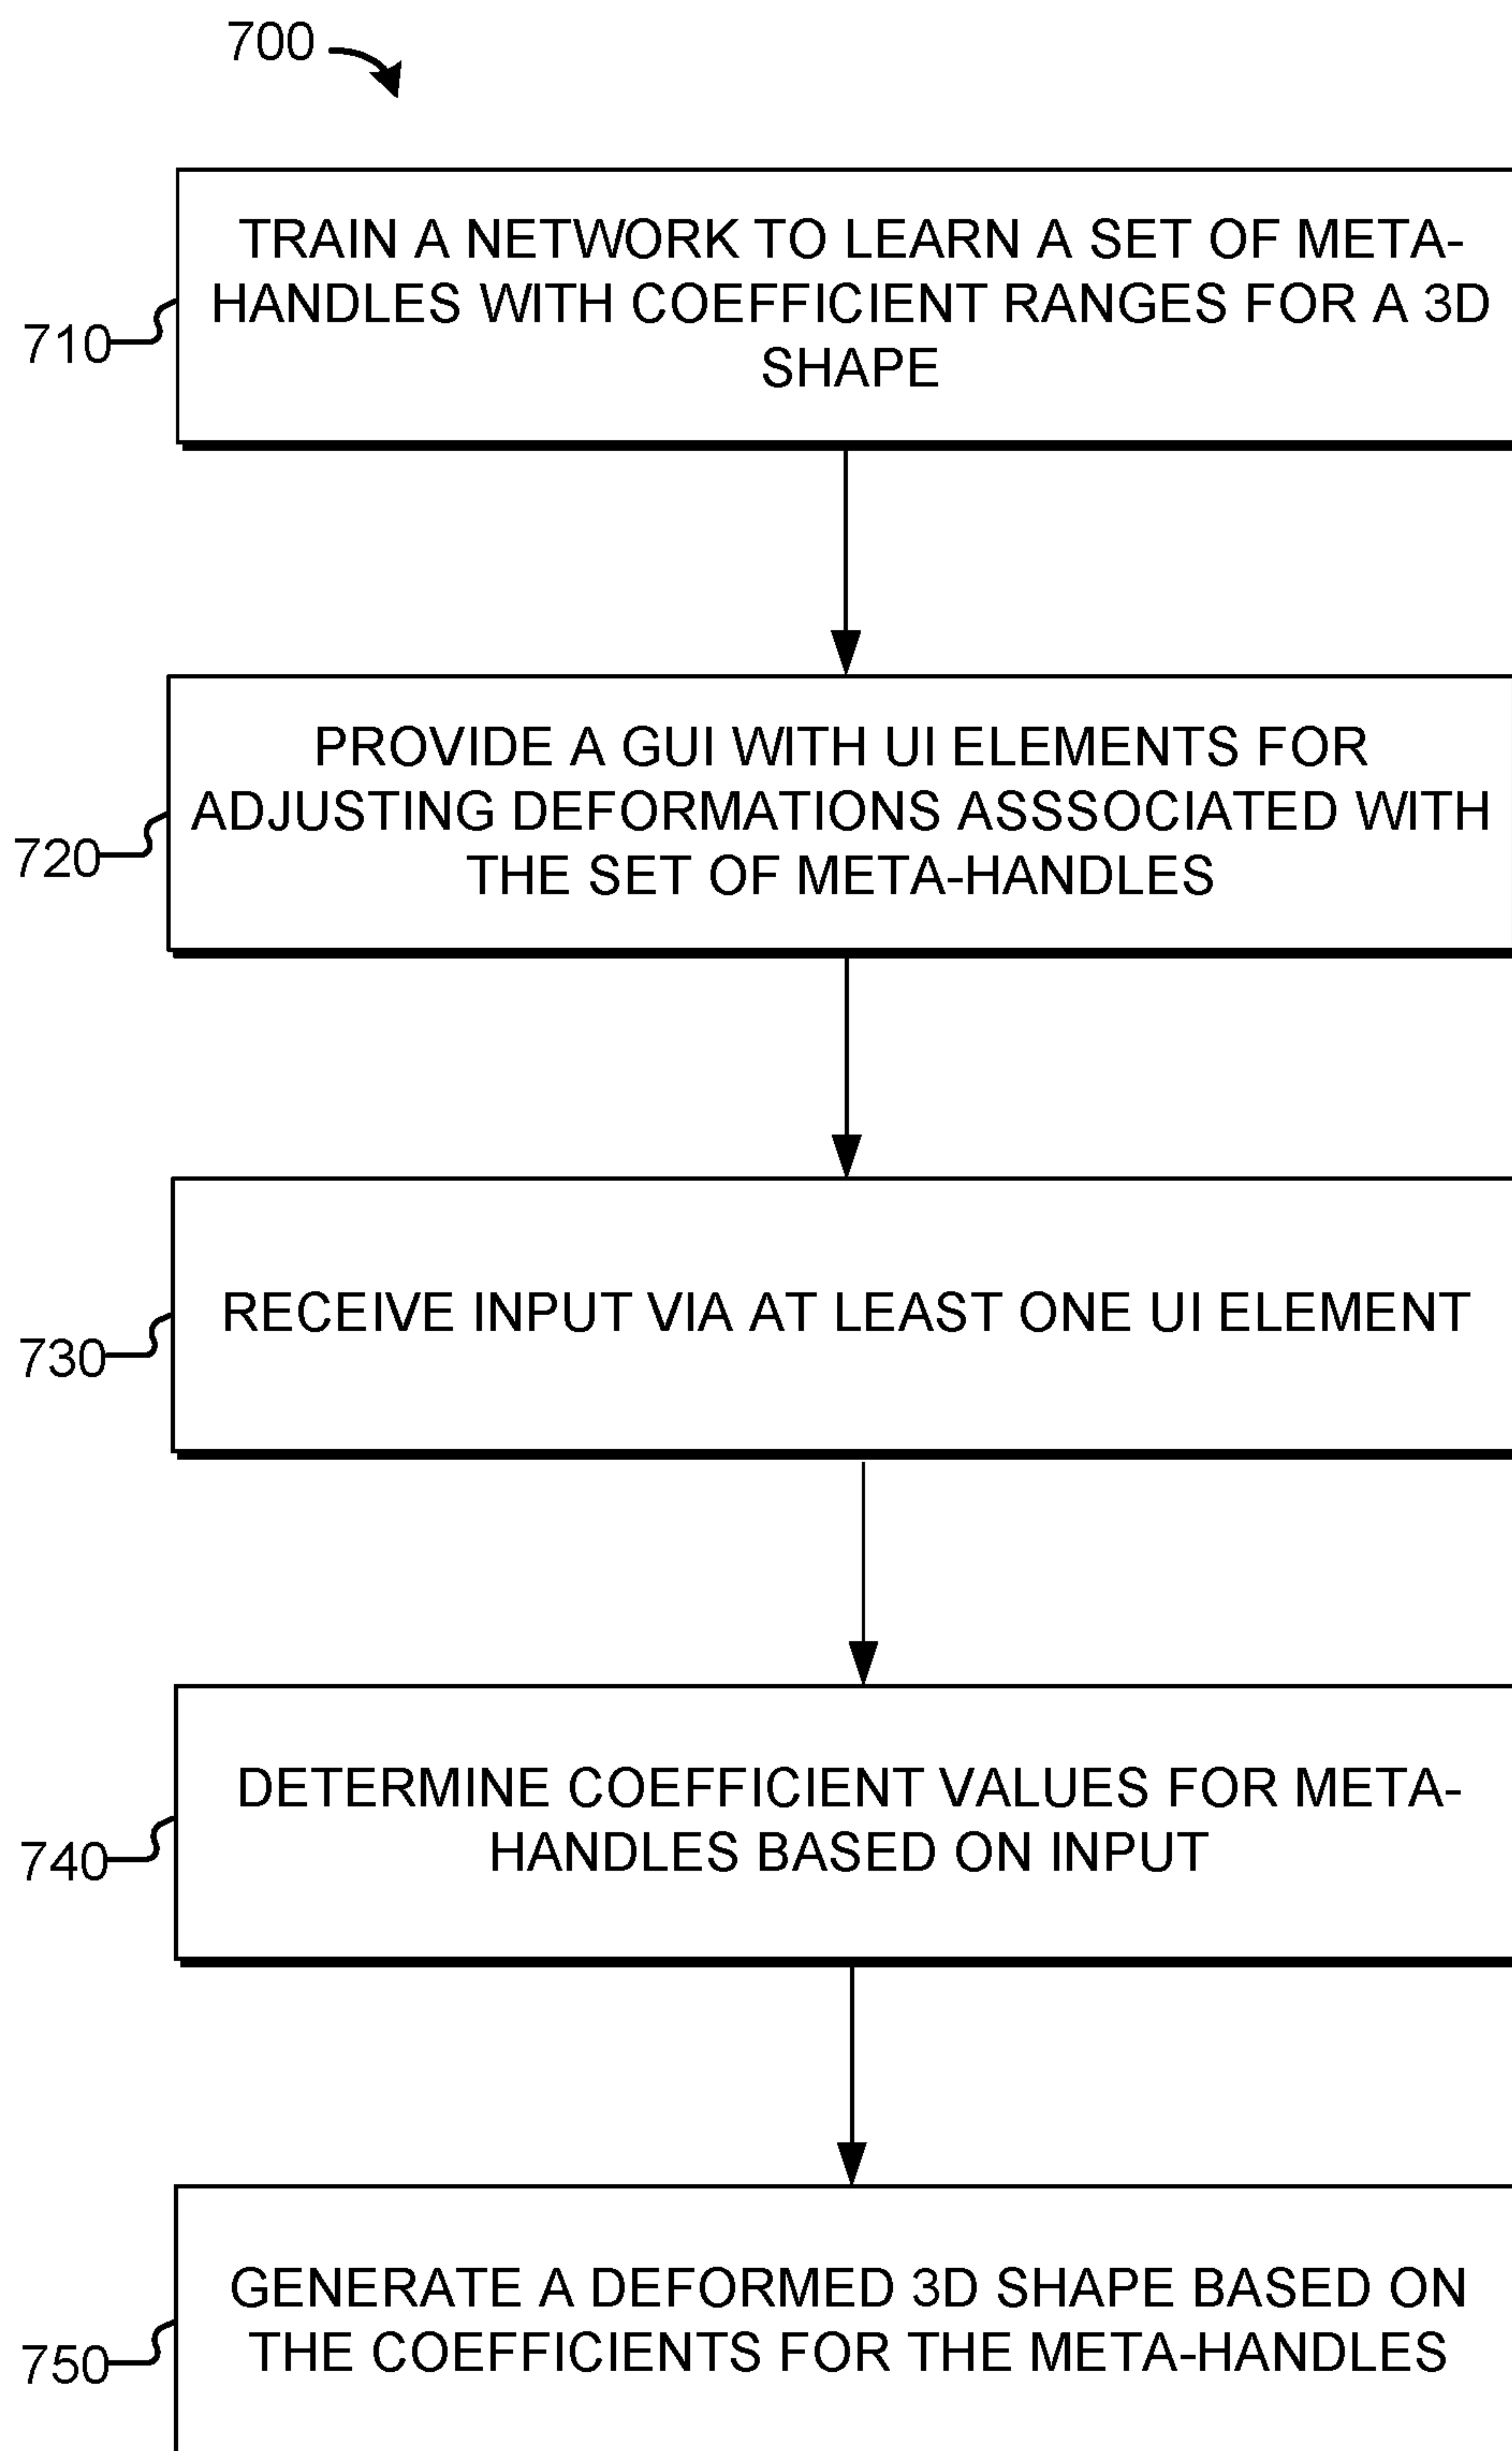 700
TRAIN A NETWORK TO LEARN A SET OF META-
HANDLES WITH COEFFICIENT RANGES FOR A 3D
SHAPE
710
PROVIDE A GUI WITH UI ELEMENTS FOR
ADJUSTING DEFORMATIONS ASSSOCIATED WITH
THE SET OF META-HANDLES
720
RECEIVE INPUT VIA AT LEAST ONE UI ELEMENT
730
DETERMINE COEFFICIENT VALUES FOR META-
HANDLES BASED ON INPUT
740
GENERATE A DEFORMED 3D SHAPE BASED ON
THE COEFFICIENTS FOR THE META-HANDLES
750